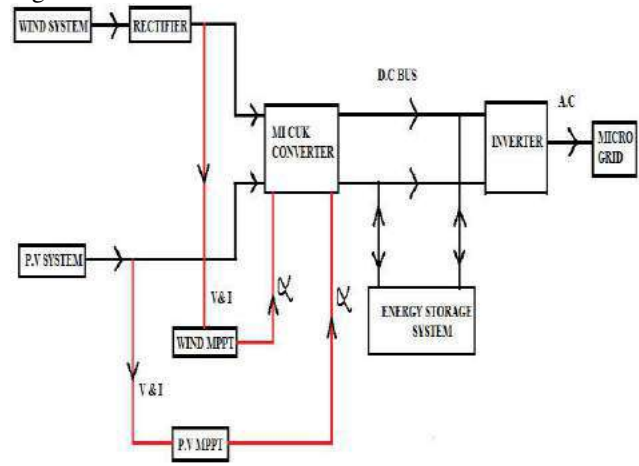 WIND SYSTEM
RECTIFIER
D.C BUS
A.C
MI CUK
CONVERTER
INVERTER
MICRO
GRID
P.V SYSTEM
V& I
α
α
ENERGY STORAGE
SYSTEM
WIND MPPT
V & I
P.V MPPT